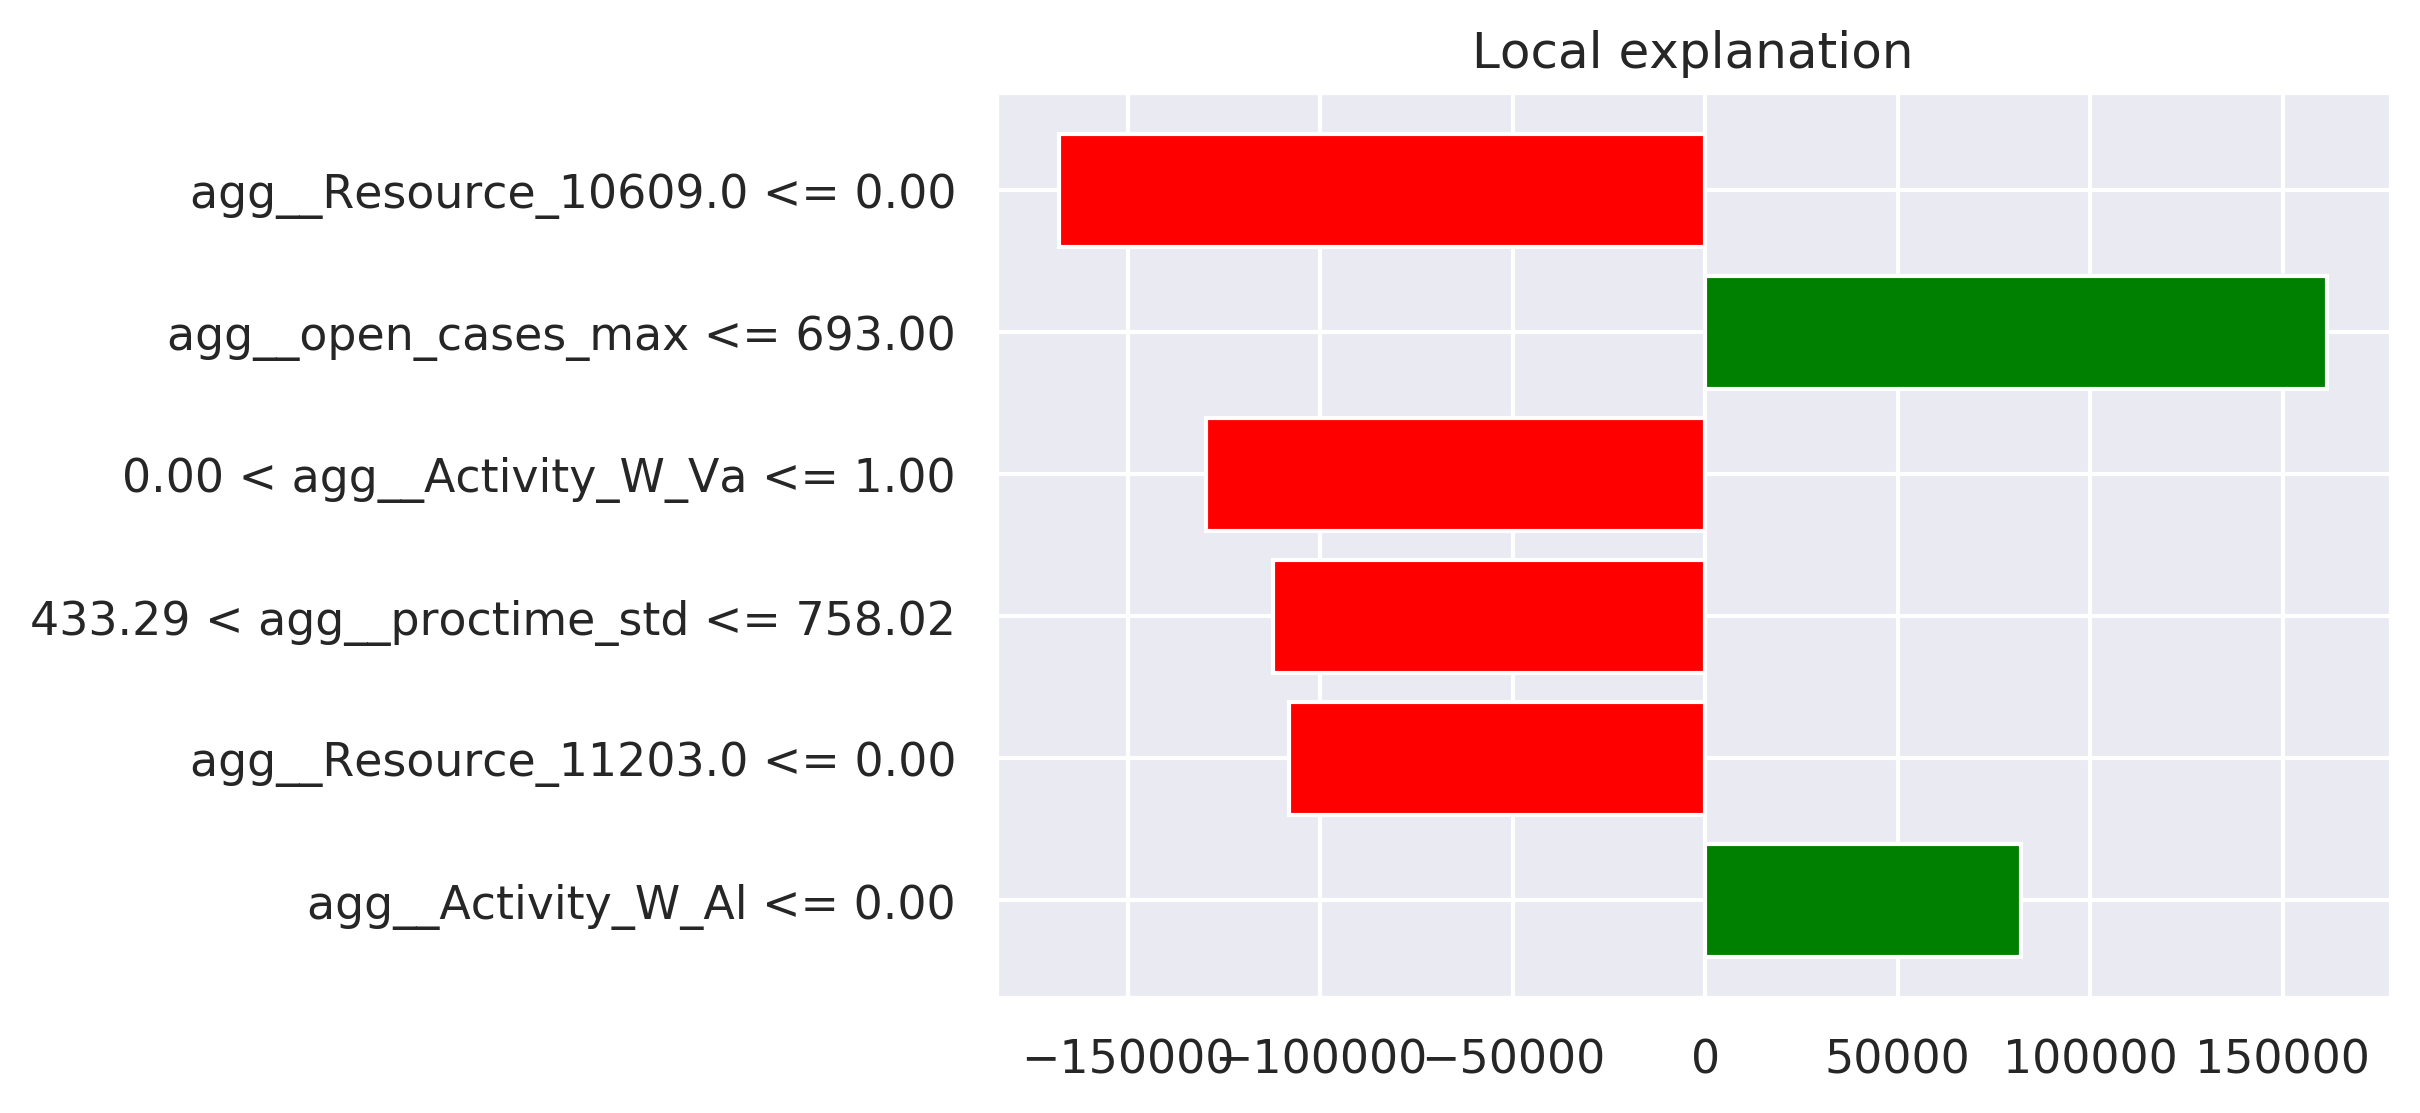 Local explanation
agg__Resource_10609.0 <= 0.00
agg__open_cases_max <= 693.00
0.00 < agg__Activity_W_Va <= 1.00
433.29 < agg__proctime_std <= 758.02
agg__Resource_11203.0 <= 0.00
agg__Activity_W_Al <= 0.00
−150000 −100000 −50000 0 50000 100000 150000